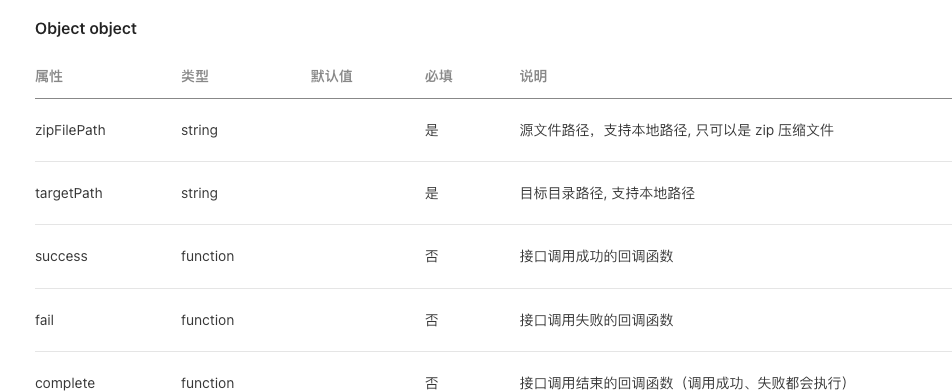 Object object
属性 类型 默认值 必填 说明
zipFilePath string 是 源文件路径，支持本地路径, 只可以是 zip 压缩文件
targetPath string 是 目标目录路径, 支持本地路径
success function 否 接口调用成功的回调函数
fail function 否 接口调用失败的回调函数
complete function 否 接口调用结束的回调函数（调用成功、失败都会执行）